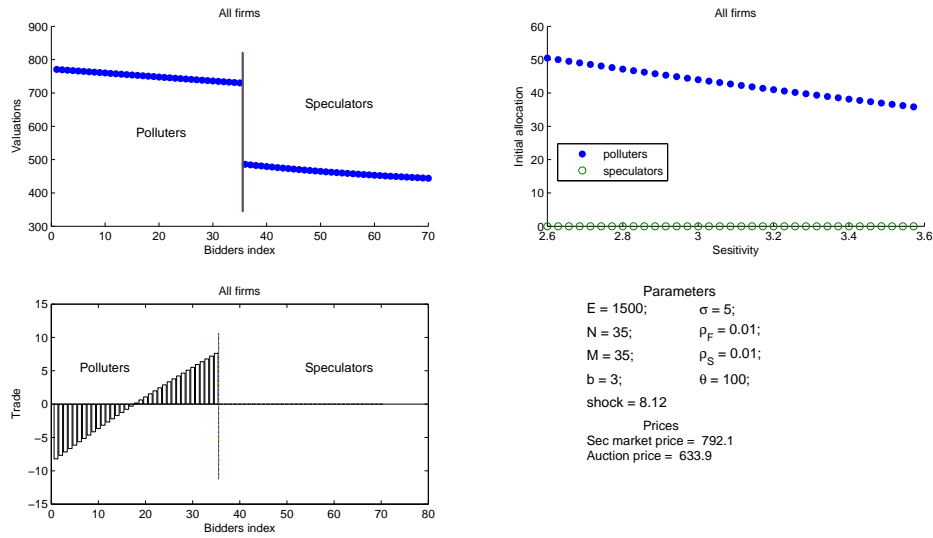 All firms
900
800
700
600
500
400
300
0 10 20 30 40 50 60 70
Valuations
Bidders index
Polluters
Speculators
All firms
60
50
40
30
20
10
0
2.6 2.8 3 3.2 3.4 3.6
Initial allocation
Sesitivity
polluters
speculators
All firms
15
10
5
0
−5
−10
−15
0 10 20 30 40 50 60 70 80
Trade
Bidders index
Polluters
Speculators
Parameters
E = 1500; σ = 5;
N = 35; ρF = 0.01;
M = 35; ρS = 0.01;
b = 3; θ = 100;
shock = 8.12
Prices
Sec market price = 792.1
Auction price = 633.9